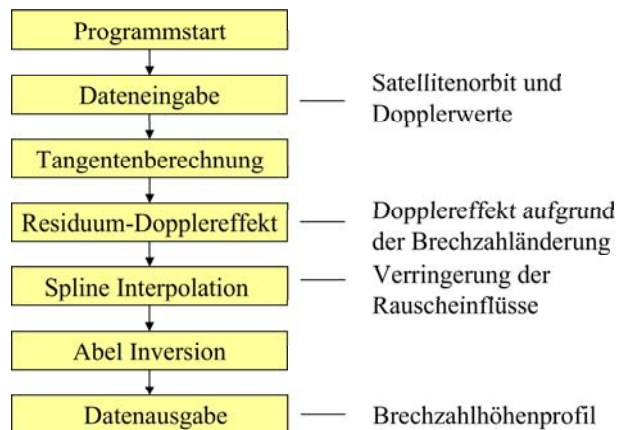 Programmstart
Dateneingabe
Satellitenorbit und
Dopplerwerte
Tangentenberechnung
Residuum-Dopplereffekt
Dopplereffekt aufgrund
der Brechzahländerung
Spline Interpolation
Verringerung der
Rauscheinflüsse
Abel Inversion
Datenausgabe
Brechzahlhöhenprofil